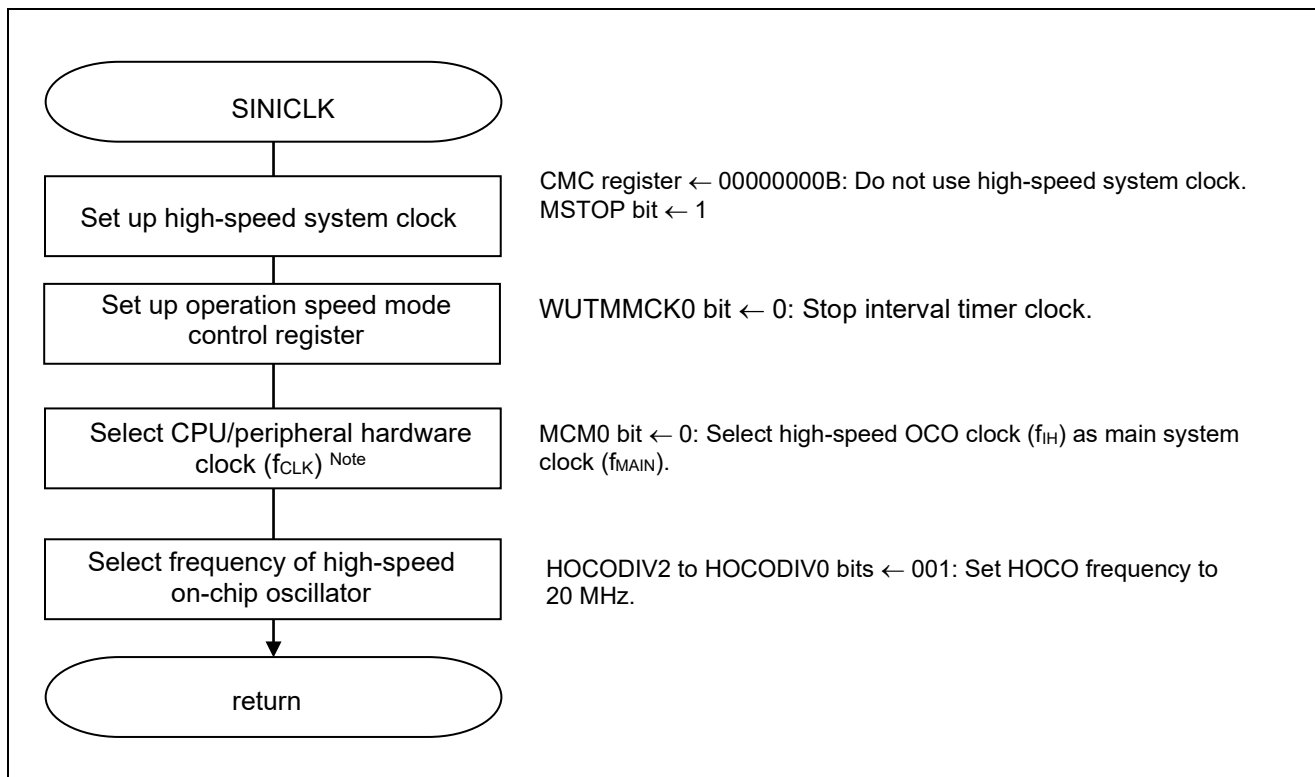 SINICLK
Set up high-speed system clock
CMC register ← 00000000B: Do not use high-speed system clock.
MSTOP bit ← 1
Set up operation speed mode
control register
WUTMMCK0 bit ← 0: Stop interval timer clock.
Select CPU/peripheral hardware
clock (fCLK) Note
MCM0 bit ← 0: Select high-speed OCO clock (fIH) as main system
clock (fMAIN).
Select frequency of high-speed
on-chip oscillator
HOCODIV2 to HOCODIV0 bits ← 001: Set HOCO frequency to
20 MHz.
return